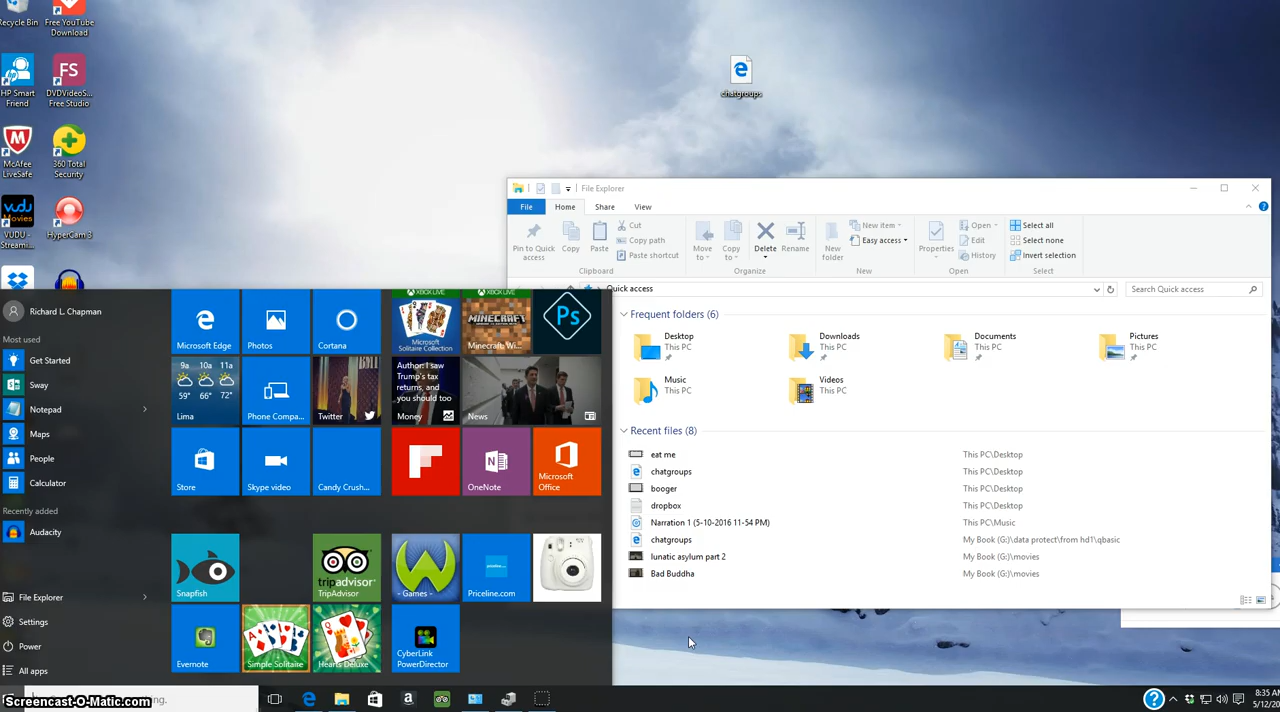 Recycle Bin
Free YouTube
Download
HP Smart
Friend
FS
DVDVideoS...
Free Studio
McAfee
LiveSafe
360 Total
Security
vudu
Movies
VUDU -
Streami...
HyperCam 3
chatgroups
File Explorer
File
Home
Share
View
Pin to Quick
access
Copy
Paste
Cut
Copy path
Paste shortcut
Clipboard
Move
to
Copy
to
Delete
Rename
Organize
New
folder
New item
Easy access
New
Properties
Open
Edit
History
Open
Select all
Select none
Invert selection
Select
Quick access
Search Quick access
Frequent folders (6)
Desktop
This PC
Downloads
This PC
Documents
This PC
Pictures
This PC
Music
This PC
Videos
This PC
Recent files (8)
eat me This PC\Desktop
chatgroups This PC\Desktop
booger This PC\Desktop
dropbox This PC\Desktop
Narration 1 (5-10-2016 11-54 PM) This PC\Music
chatgroups My Book (G:)\data protect\from hd1\qbasic
lunatic asylum part 2 My Book (G:)\movies
Bad Buddha My Book (G:)\movies
Richard L. Chapman
Most used
Get Started
Sway
Notepad
Maps
People
Calculator
Recently added
Audacity
File Explorer
Settings
Power
All apps
Microsoft Edge
Photos
Cortana
XBOX LIVE
Microsoft
Solitaire Collection
XBOX LIVE
MINECRAFT
Minecraft: Wi...
Ps
9a 10a 11a
59° 66° 72°
Lima
Phone Compa...
Twitter
Author: I saw
Trump's tax
returns, and
you should too
Money
News
Store
Skype video
Candy Crush...
OneNote
Microsoft
Office
Snapfish
tripadvisor
TripAdvisor
- Games -
priceline.com
Priceline.com
Evernote
Simple Solitaire
Hearts Deluxe
CyberLink
PowerDirector
Screencast-O-Matic.com
8:35 AM
5/12/20